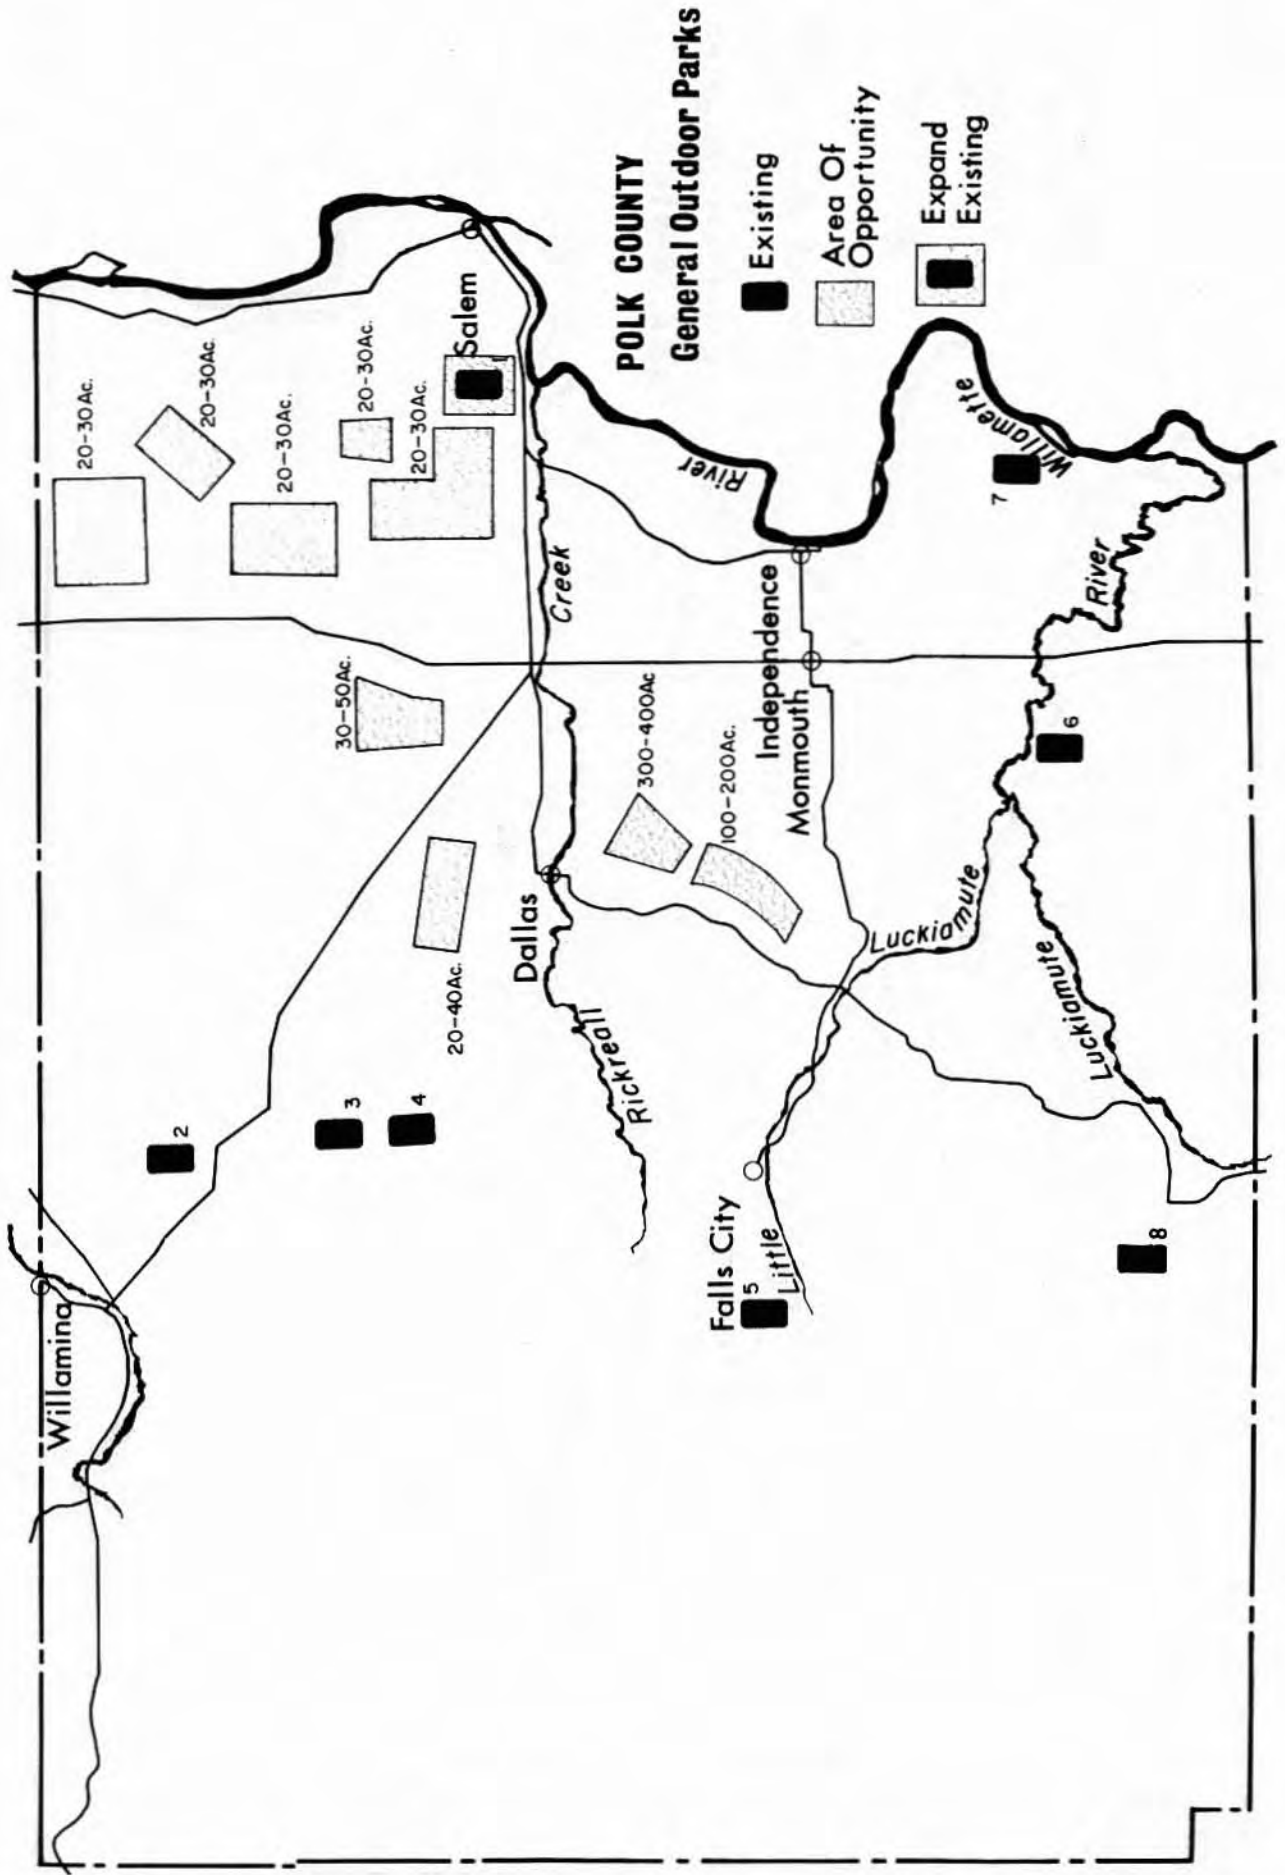 POLK COUNTY
General Outdoor Parks
Existing
Area Of
Opportunity
Expand
Existing
Willamina
2
3
4
20-40Ac.
30-50Ac.
20-30Ac.
20-30Ac.
20-30Ac.
20-30Ac.
20-30Ac.
Salem
1
Dallas
Rickreall
Creek
300-400Ac
100-200Ac.
River
Independence
Monmouth
Falls City
5
Little
Luckiamute
Luckiamute
River
Willamette
6
7
8